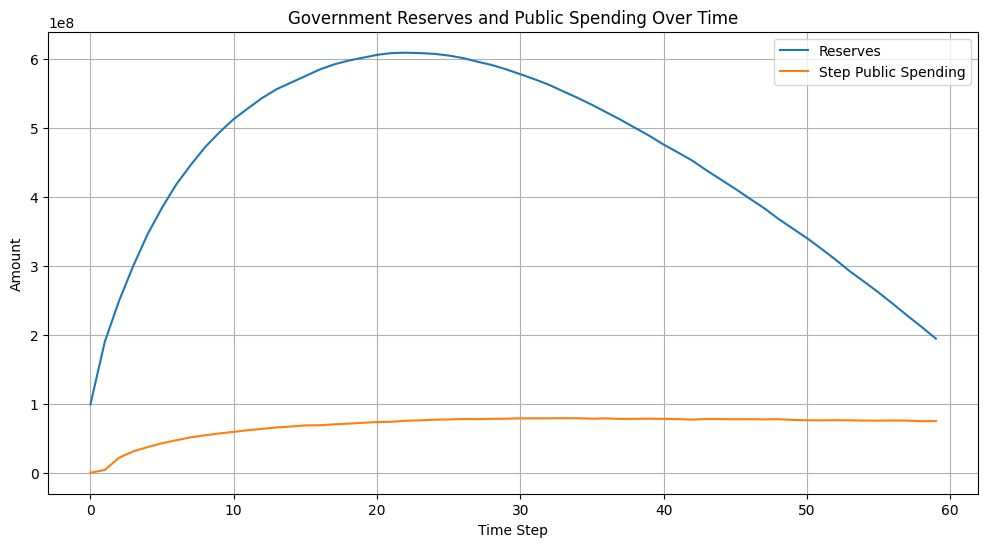 Government Reserves and Public Spending Over Time
1e8
Reserves
Step Public Spending
6
5
4
3
2
1
0
Amount
0 10 20 30 40 50 60
Time Step